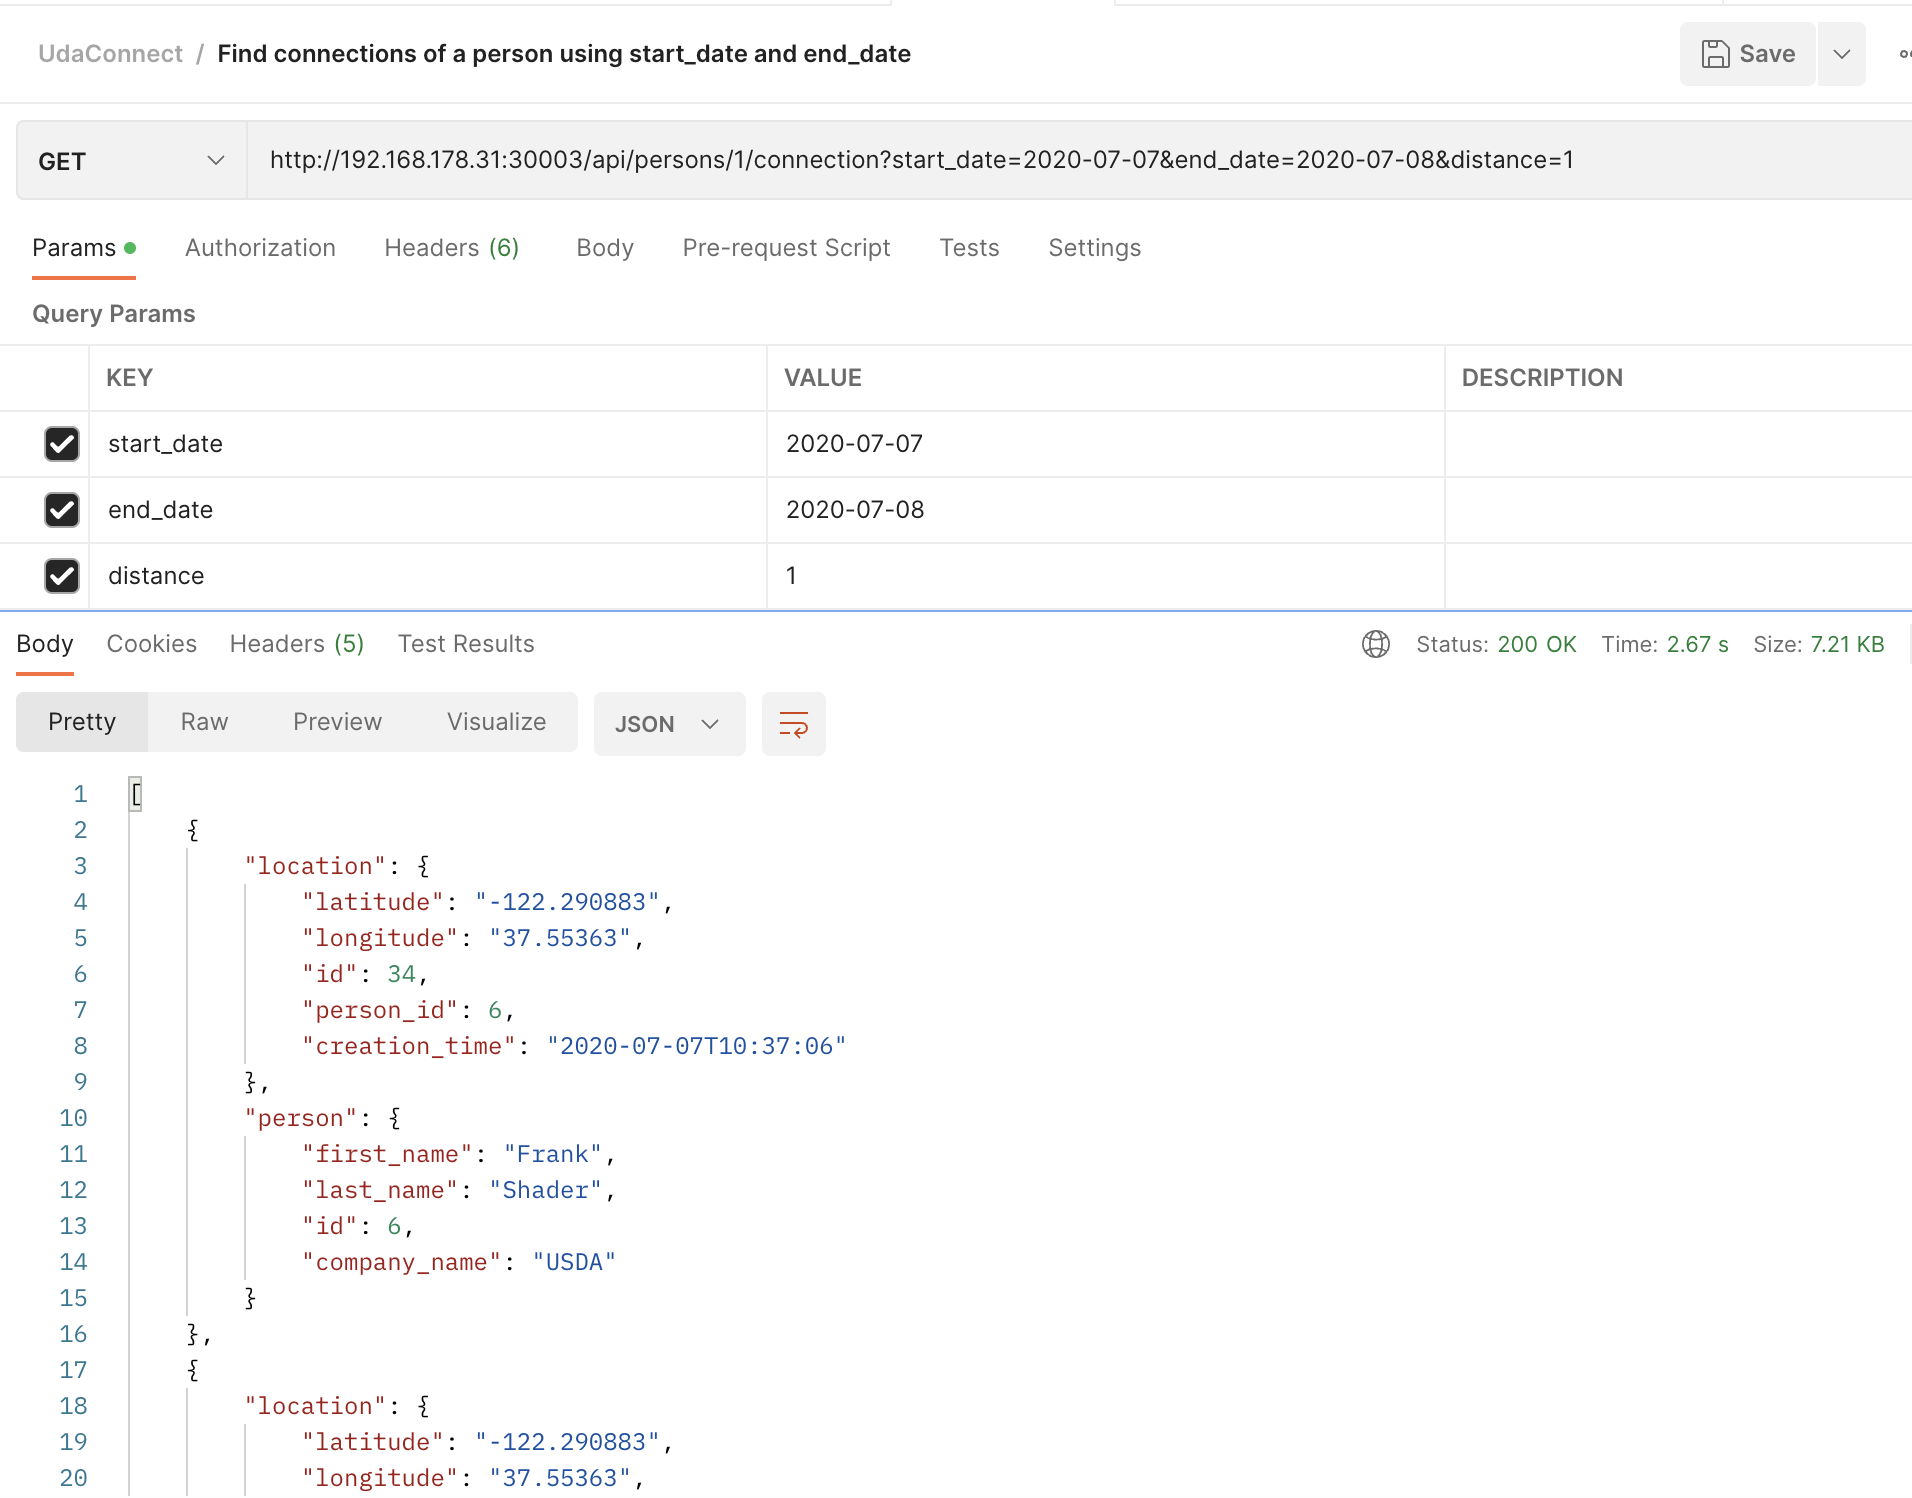 UdaConnect / Find connections of a person using start_date and end_date Save
GET http://192.168.178.31:30003/api/persons/1/connection?start_date=2020-07-07&end_date=2020-07-08&distance=1
Params Authorization Headers (6) Body Pre-request Script Tests Settings
Query Params
KEY VALUE DESCRIPTION
start_date 2020-07-07
end_date 2020-07-08
distance 1
Body Cookies Headers (5) Test Results Status: 200 OK Time: 2.67 s Size: 7.21 KB
Pretty Raw Preview Visualize JSON
1 [
2 {
3 "location": {
4 "latitude": "-122.290883",
5 "longitude": "37.55363",
6 "id": 34,
7 "person_id": 6,
8 "creation_time": "2020-07-07T10:37:06"
9 },
10 "person": {
11 "first_name": "Frank",
12 "last_name": "Shader",
13 "id": 6,
14 "company_name": "USDA"
15 }
16 },
17 {
18 "location": {
19 "latitude": "-122.290883",
20 "longitude": "37.55363",